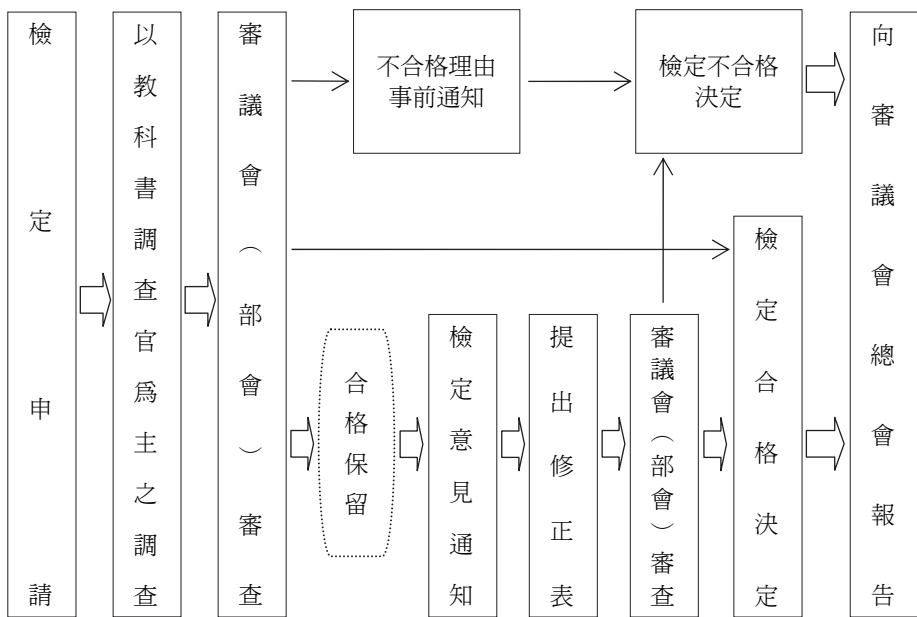 檢定申請
以教科書調查官爲主之調查
審議會（部會）審查
不合格理由
事前通知
檢定不合格
決定
合格保留
檢定意見通知
提出修正表
審議會（部會）審查
檢定合格決定
向審議會總會報告